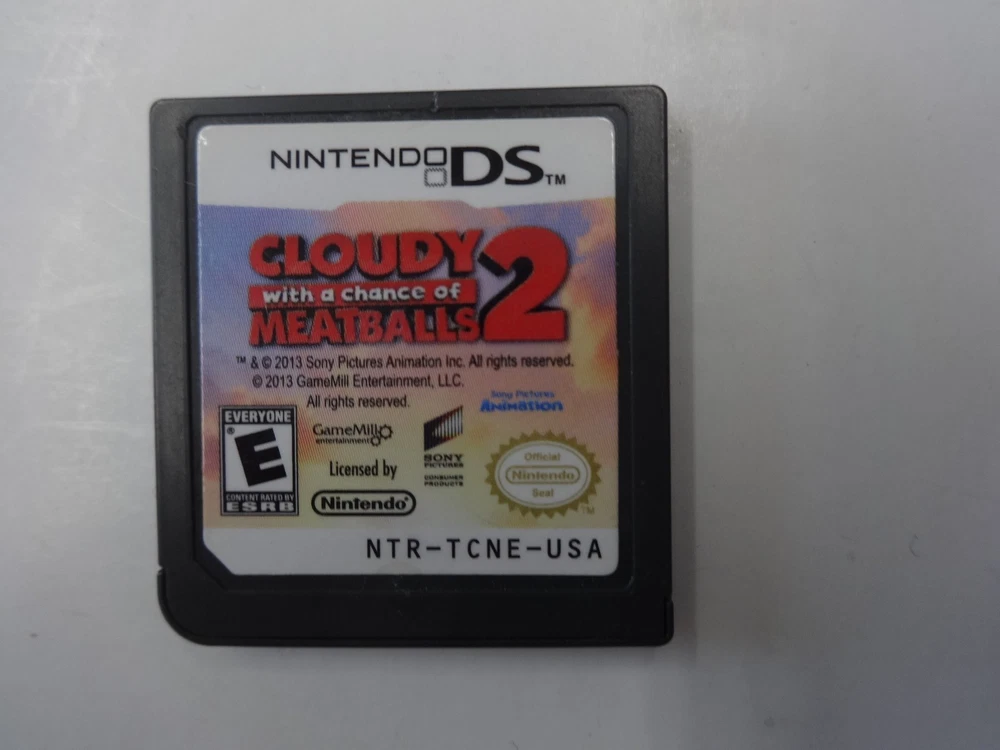 NINTENDO DS™
CLOUDY
with a chance of
MEATBALLS 2
™ & © 2013 Sony Pictures Animation Inc. All rights reserved.
© 2013 GameMill Entertainment, LLC.
All rights reserved.
Sony Pictures
Animation
EVERYONE
®
E
CONTENT RATED BY
ESRB
GameMill
entertainment
Licensed by
Nintendo®
SONY
PICTURES
CONSUMER
PRODUCTS
Official
Nintendo
Seal
TM
NTR-TCNE-USA